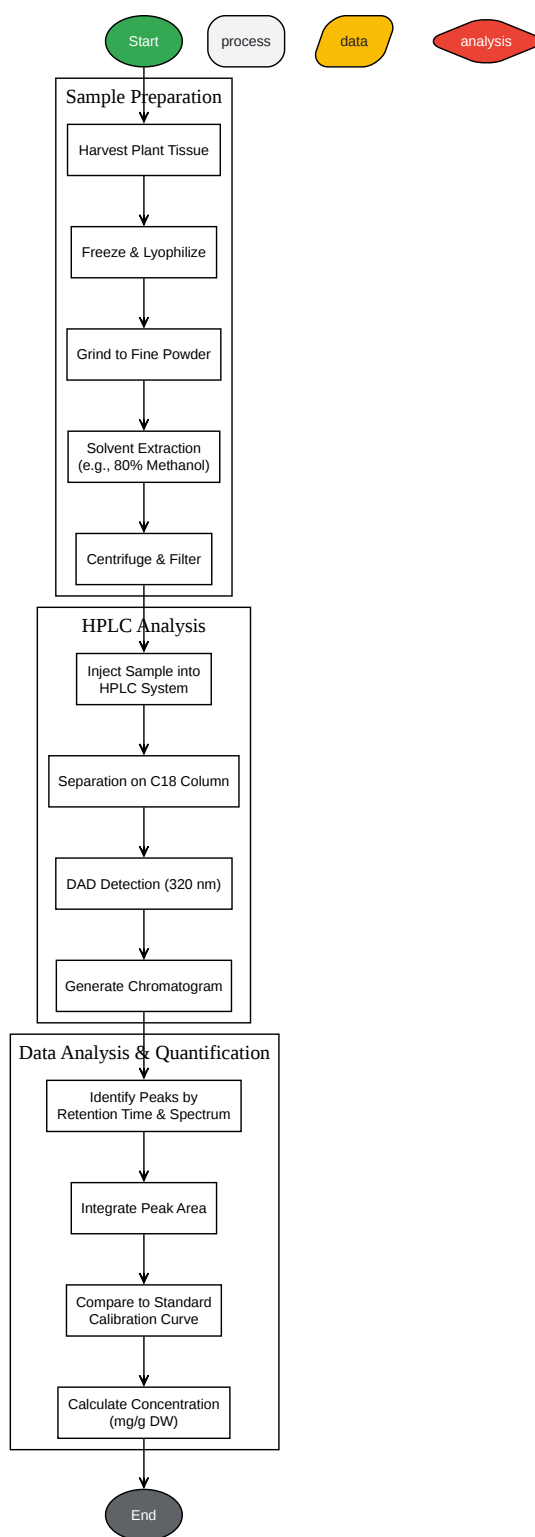 Start
process
data
analysis
Sample Preparation
Harvest Plant Tissue
Freeze & Lyophilize
Grind to Fine Powder
Solvent Extraction
(e.g., 80% Methanol)
Centrifuge & Filter
HPLC Analysis
Inject Sample into
HPLC System
Separation on C18 Column
DAD Detection (320 nm)
Generate Chromatogram
Data Analysis & Quantification
Identify Peaks by
Retention Time & Spectrum
Integrate Peak Area
Compare to Standard
Calibration Curve
Calculate Concentration
(mg/g DW)
End